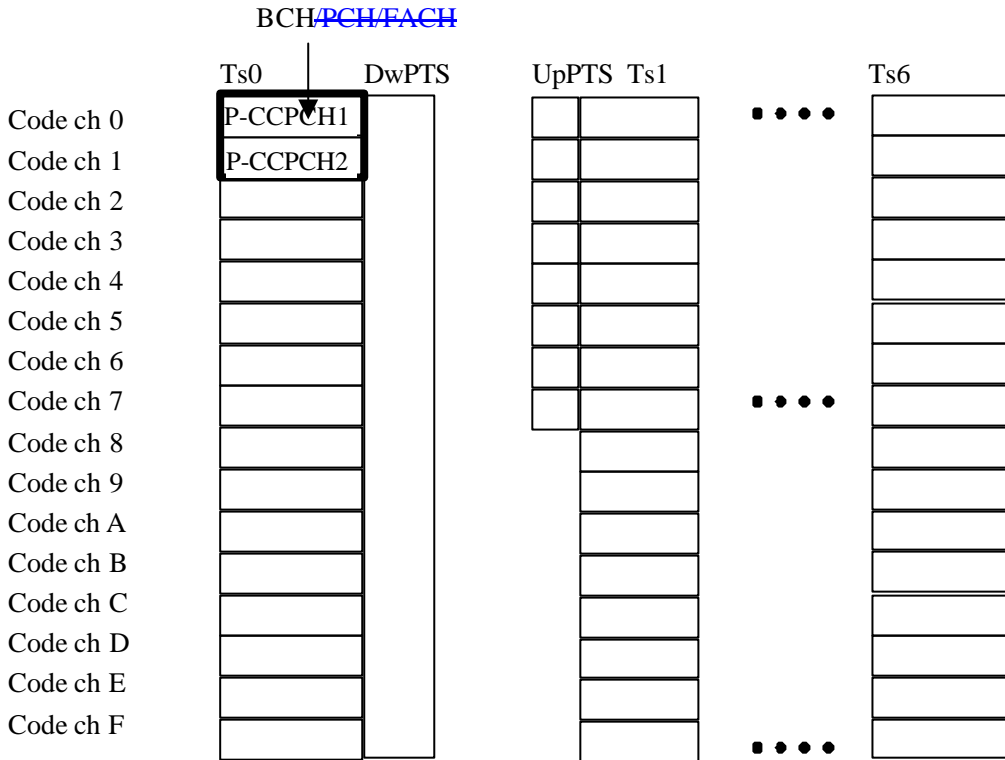 BCH/PCH/FACH
Ts0 DwPTS UpPTS Ts1 Ts6
Code ch 0 P-CCPCH1
Code ch 1 P-CCPCH2
Code ch 2
Code ch 3
Code ch 4
Code ch 5
Code ch 6
Code ch 7
Code ch 8
Code ch 9
Code ch A
Code ch B
Code ch C
Code ch D
Code ch E
Code ch F